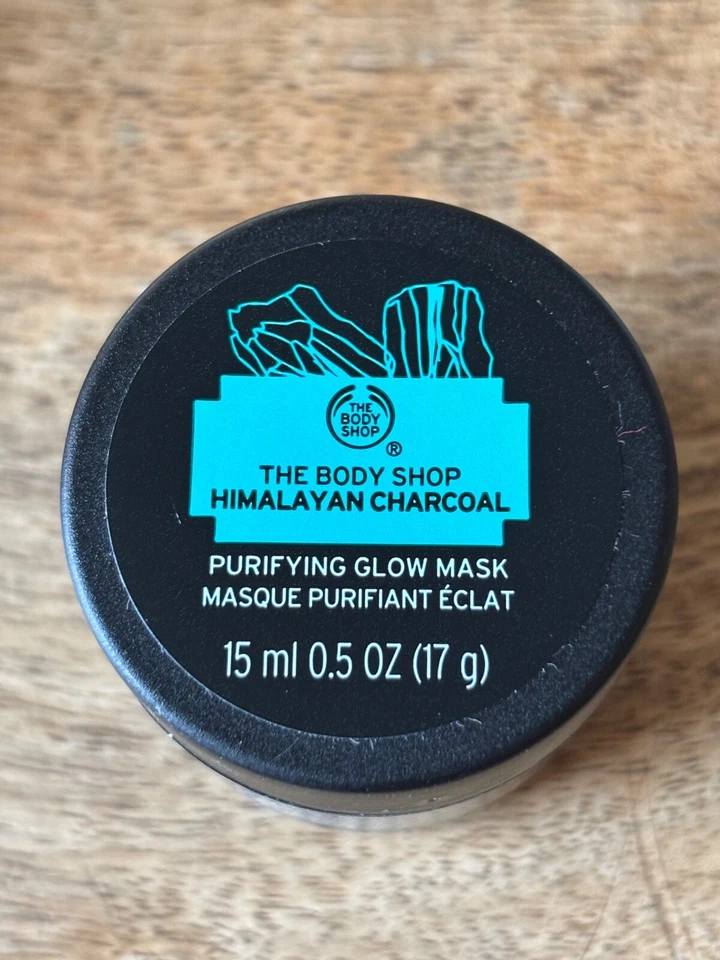 THE
BODY
SHOP
®
THE BODY SHOP
HIMALAYAN CHARCOAL
PURIFYING GLOW MASK
MASQUE PURIFIANT ÉCLAT
15 ml 0.5 OZ (17 g)